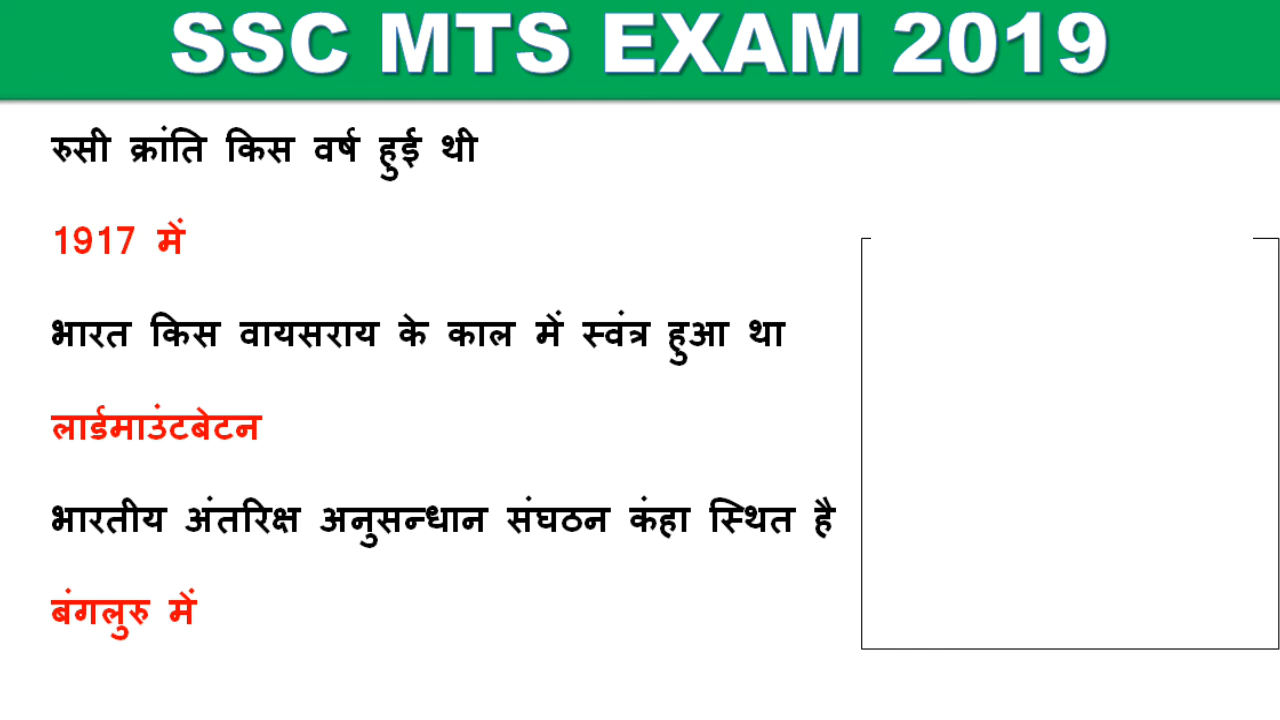 SSC MTS EXAM 2019
रुसी क्रांति किस वर्ष हुई थी
1917 में
भारत किस वायसराय के काल में स्वंत्र हुआ था
लार्डमाउंटबेटन
भारतीय अंतरिक्ष अनुसन्धान संघठन कंहा स्थित है
बंगलुरु में